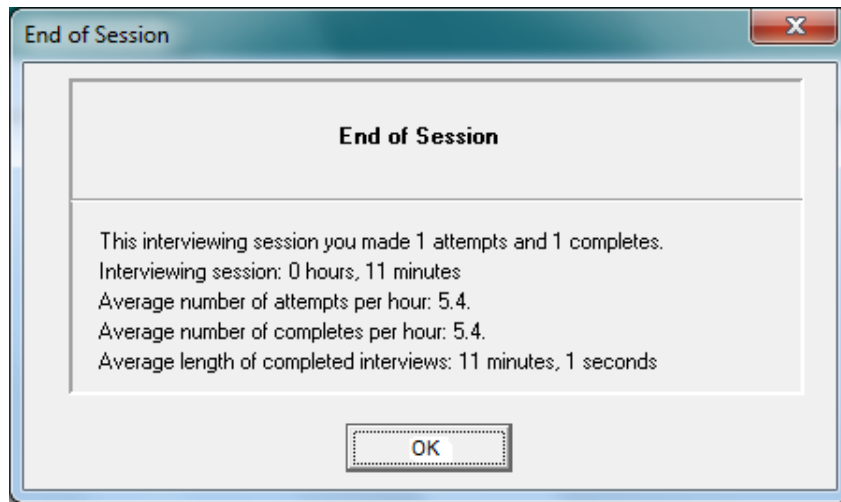 End of Session
End of Session
This interviewing session you made 1 attempts and 1 completes.
Interviewing session: 0 hours, 11 minutes
Average number of attempts per hour: 5.4.
Average number of completes per hour: 5.4.
Average length of completed interviews: 11 minutes, 1 seconds
OK